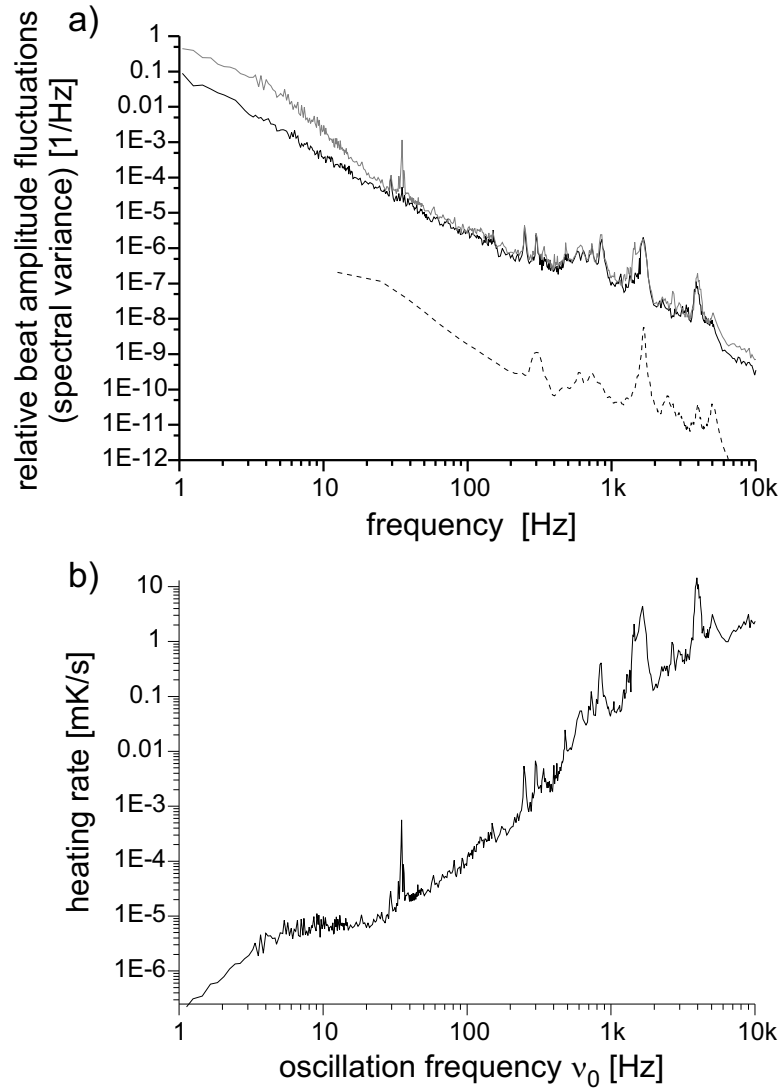 a)
relative beat amplitude fluctuations
(spectral variance) [1/Hz]
1
0.1
0.01
1E-3
1E-4
1E-5
1E-6
1E-7
1E-8
1E-9
1E-10
1E-11
1E-12
1 10 100 1k 10k
frequency [Hz]
b)
heating rate [mK/s]
10
1
0.1
0.01
1E-3
1E-4
1E-5
1E-6
1 10 100 1k 10k
oscillation frequency ν₀ [Hz]